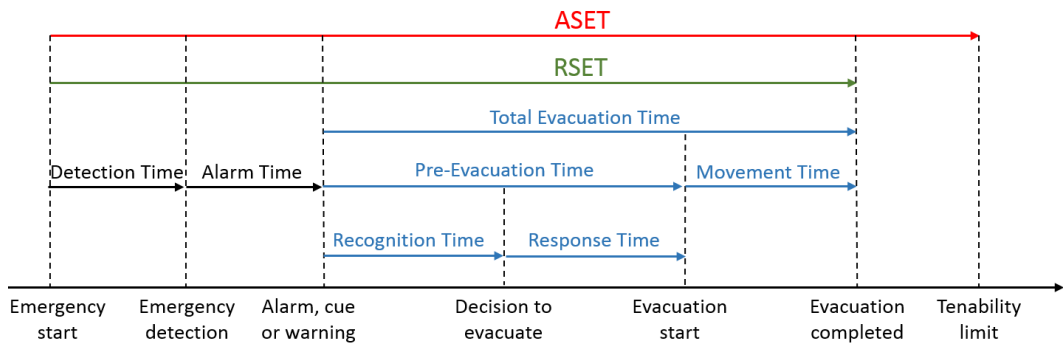 ASET
RSET
Total Evacuation Time
Detection Time
Alarm Time
Pre-Evacuation Time
Movement Time
Recognition Time
Response Time
Emergency
start
Emergency
detection
Alarm, cue
or warning
Decision to
evacuate
Evacuation
start
Evacuation
completed
Tenability
limit